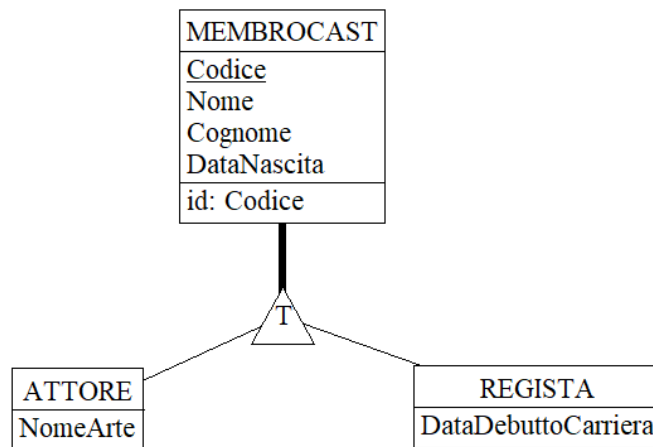 MEMBROCAST
Codice
Nome
Cognome
DataNascita
id: Codice
T
ATTORE
NomeArte
REGISTA
DataDebuttoCarriera